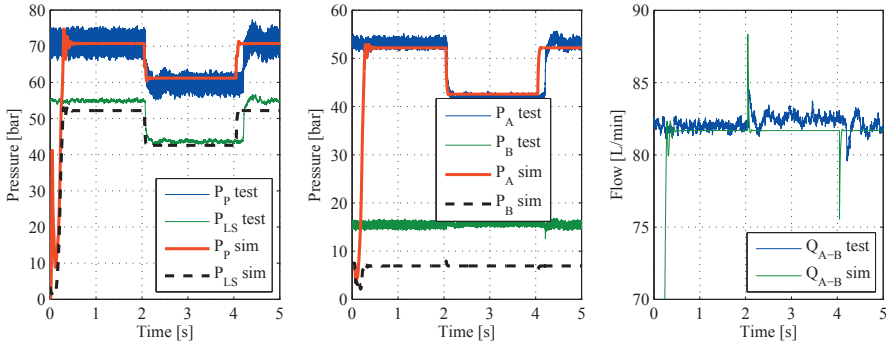 80
70
60
50
40
30
20
10
0
0 1 2 3 4 5
Pressure [bar]
Time [s]
P_P test
P_LS test
P_P sim
P_LS sim
60
50
40
30
20
10
0
0 1 2 3 4 5
Pressure [bar]
Time [s]
P_A test
P_B test
P_A sim
P_B sim
90
85
80
75
70
0 1 2 3 4 5
Flow [L/min]
Time [s]
Q_A−B test
Q_A−B sim